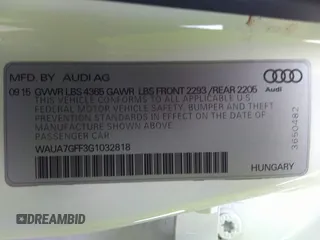 MFD. BY AUDI AG
09 15 GVWR LBS 4365 GAWR LBS FRONT 2293 /REAR 2205
Audi
THIS VEHICLE CONFORMS TO ALL APPLICABLE
U.S. FEDERAL MOTOR VEHICLE SAFETY, BUMPER AND THEFT
PREVENTION STANDARDS IN EFFECT ON THE DATE OF
MANUFACTURE SHOWN ABOVE.
PASSENGER CAR
WAUA7GFF3G1032818
HUNGARY
3650482
DREAMBID